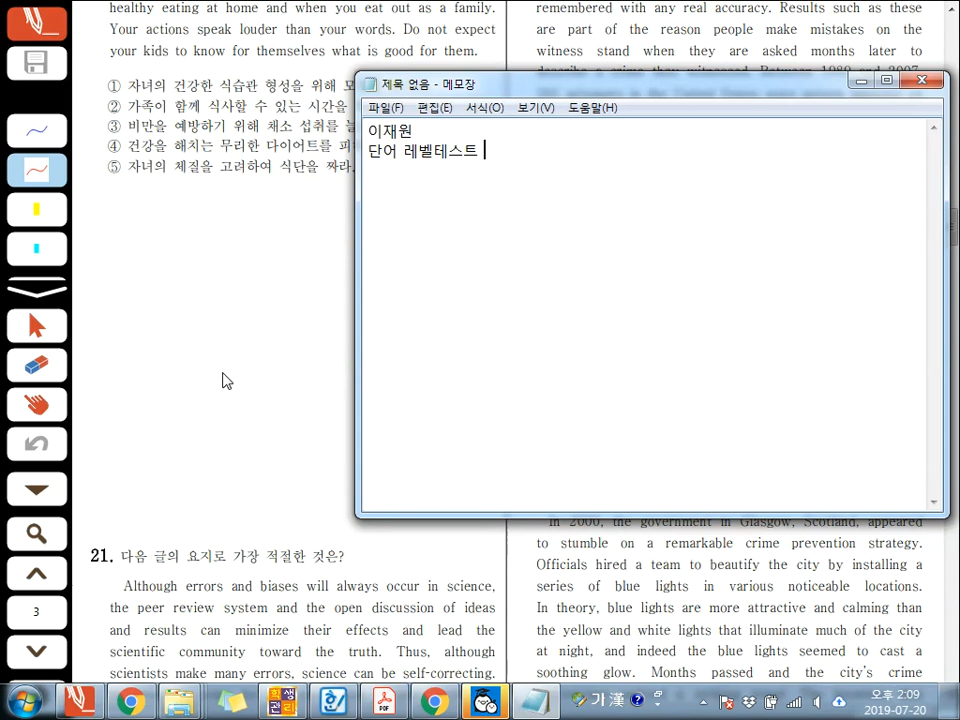 healthy eating at home and when you eat out as a family.
Your actions speak louder than your words. Do not expect
your kids to know for themselves what is good for them.
① 자녀의 건강한 식습관 형성을 위해
② 가족이 함께 식사할 수 있는 시간을
③ 비만을 예방하기 위해 채소 섭취를
④ 건강을 해치는 무리한 다이어트를
⑤ 자녀의 체질을 고려하여 식단을 짜라.
21. 다음 글의 요지로 가장 적절한 것은?
Although errors and biases will always occur in science,
the peer review system and the open discussion of ideas
and results can minimize their effects and lead the
scientific community toward the truth. Thus, although
scientists make many errors, science can be self-correcting.
remembered with any real accuracy. Results such as these
are part of the reason people make mistakes on the
witness stand when they are asked months later to
제목 없음 - 메모장
파일(F) 편집(E) 서식(O) 보기(V) 도움말(H)
이재원
단어 레벨테스트
In 2000, the government in Glasgow, Scotland, appeared
to stumble on a remarkable crime prevention strategy.
Officials hired a team to beautify the city by installing a
series of blue lights in various noticeable locations.
In theory, blue lights are more attractive and calming than
the yellow and white lights that illuminate much of the city
at night, and indeed the blue lights seemed to cast a
soothing glow. Months passed and the city's crime
3
학생
관리
PDF
가 漢
오후 2:09
2019-07-20